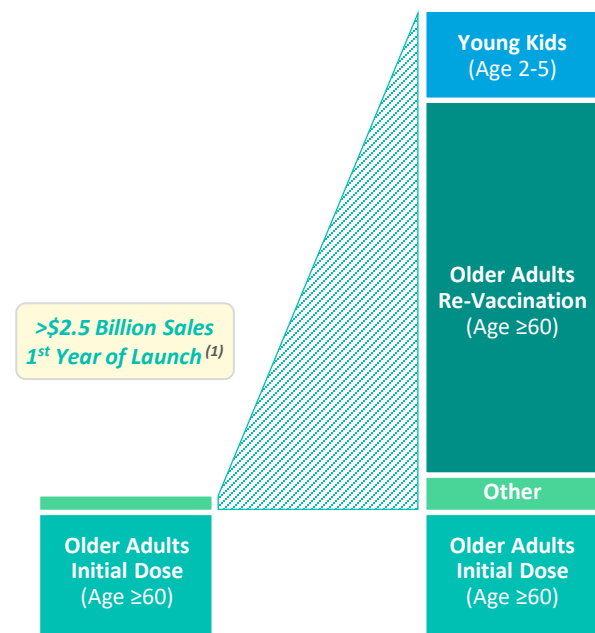 Young Kids
(Age 2-5)
Older Adults
Re-Vaccination
(Age ≥60)
>$2.5 Billion Sales
1st Year of Launch (1)
Other
Older Adults
Initial Dose
(Age ≥60)
Older Adults
Initial Dose
(Age ≥60)